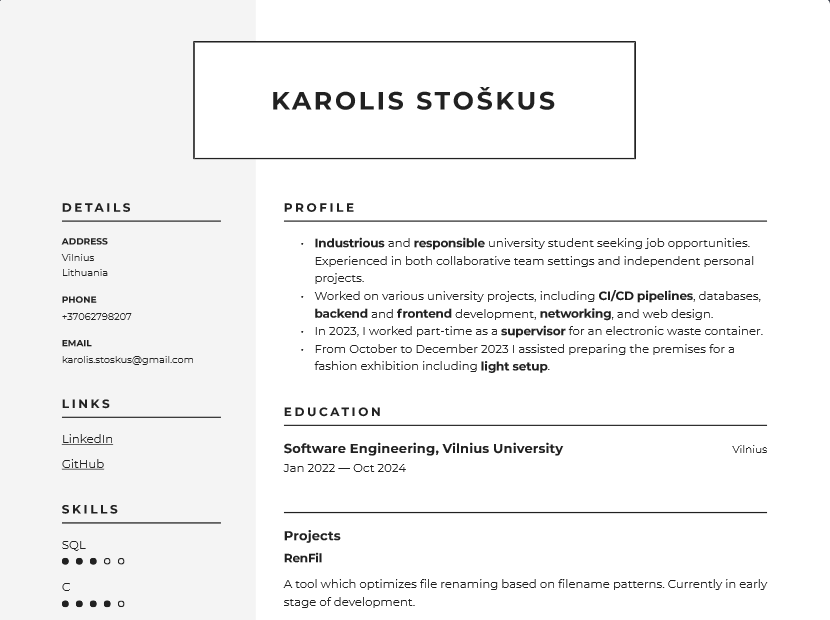 KAROLIS STOŠKUS
DETAILS
ADDRESS
Vilnius
Lithuania
PHONE
+37062798207
EMAIL
karolis.stoskus@gmail.com
LINKS
LinkedIn
GitHub
SKILLS
SQL
C
PROFILE
• Industrious and responsible university student seeking job opportunities.
Experienced in both collaborative team settings and independent personal
projects.
• Worked on various university projects, including CI/CD pipelines, databases,
backend and frontend development, networking, and web design.
• In 2023, I worked part-time as a supervisor for an electronic waste container.
• From October to December 2023 I assisted preparing the premises for a
fashion exhibition including light setup.
EDUCATION
Software Engineering, Vilnius University Vilnius
Jan 2022 — Oct 2024
Projects
RenFil
A tool which optimizes file renaming based on filename patterns. Currently in early
stage of development.